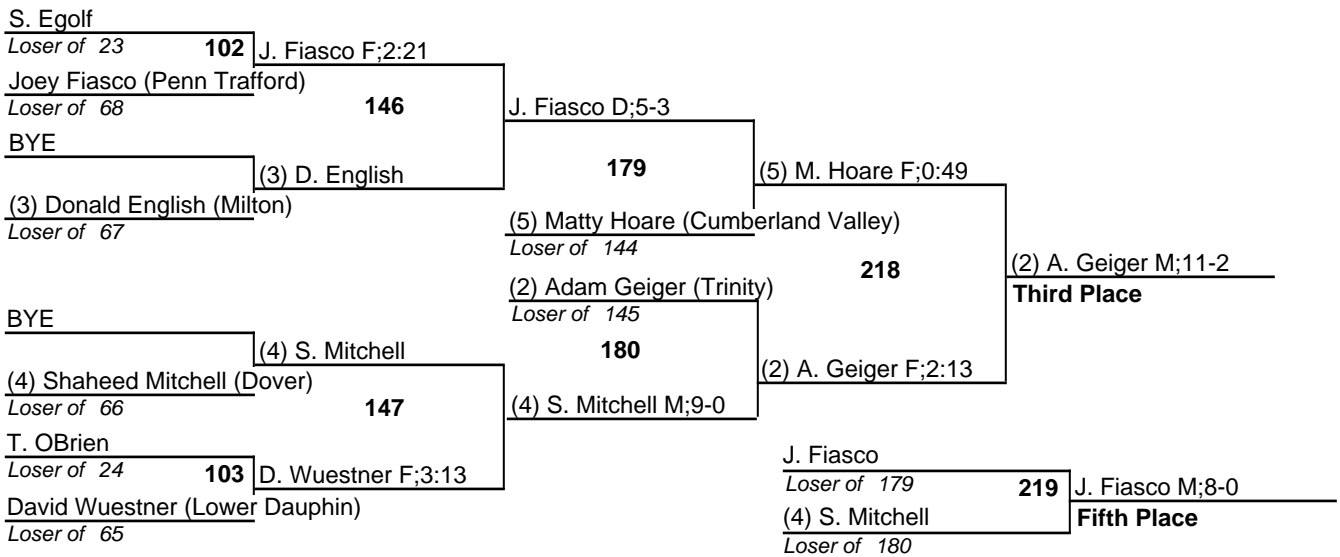 S. Egolf
Loser of 23
102
J. Fiasco F;2:21
Joey Fiasco (Penn Trafford)
Loser of 68
146
J. Fiasco D;5-3
BYE
(3) D. English
179
(5) M. Hoare F;0:49
(3) Donald English (Milton)
Loser of 67
(5) Matty Hoare (Cumberland Valley)
Loser of 144
218
(2) A. Geiger M;11-2
Third Place
(2) Adam Geiger (Trinity)
Loser of 145
BYE
(4) S. Mitchell
180
(2) A. Geiger F;2:13
(4) Shaheed Mitchell (Dover)
Loser of 66
147
(4) S. Mitchell M;9-0
T. OBrien
Loser of 24
103
D. Wuestner F;3:13
David Wuestner (Lower Dauphin)
Loser of 65
J. Fiasco
Loser of 179
219
J. Fiasco M;8-0
(4) S. Mitchell
Fifth Place
Loser of 180